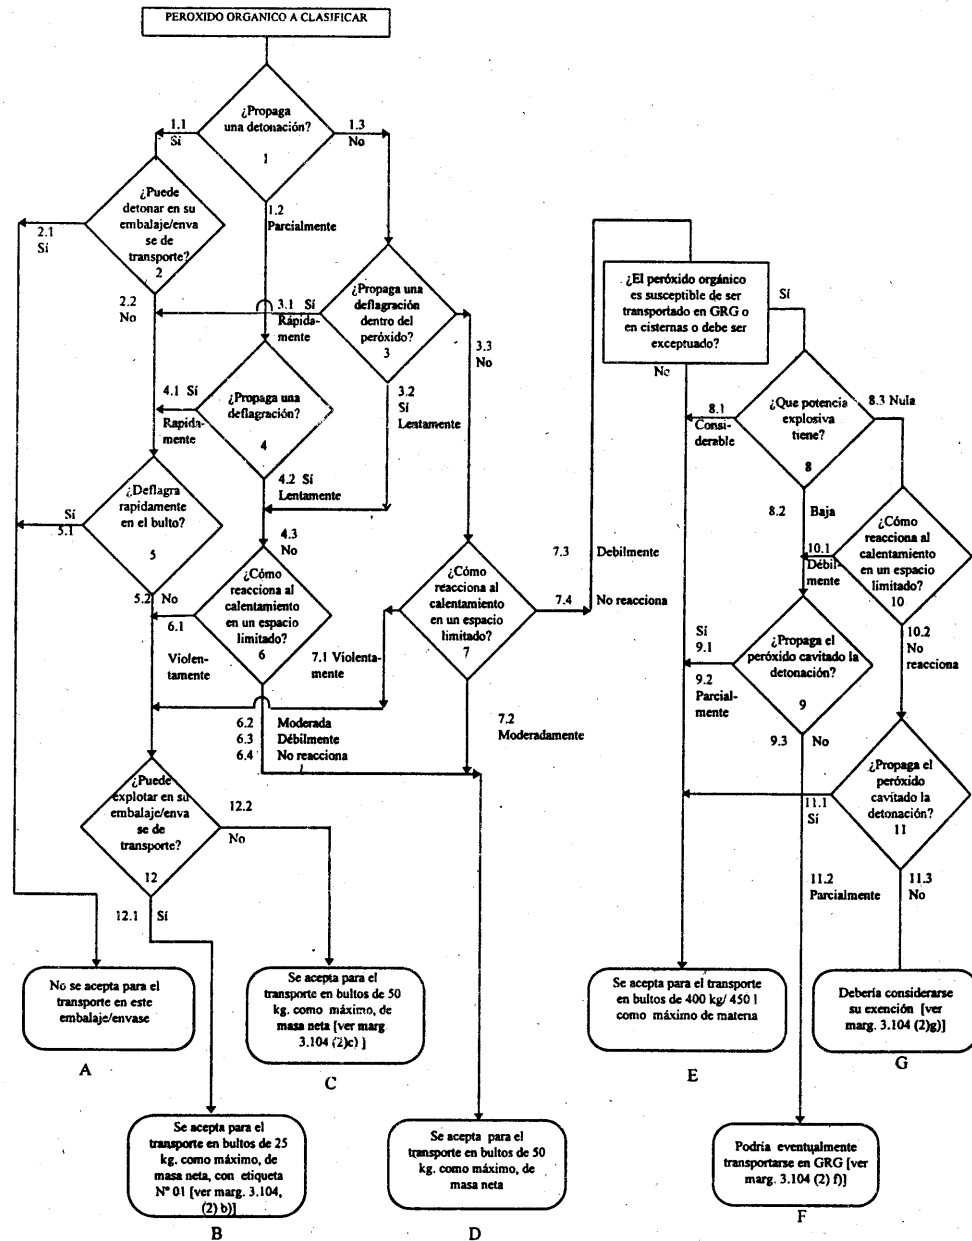 PEROXIDO ORGANICO A CLASIFICAR
¿Propaga
una detonación?
1
1.1
Sí
1.3
No
1.2
Parcialmente
¿Puede
detonar en su
embalaje/enva
se de
transporte?
2
2.1
Sí
2.2
No
¿Propaga una
deflagración
dentro del
peróxido?
3
3.1 Sí
Rápida-
mente
3.3
No
3.2
Sí
Lentamente
¿Propaga una
deflagración?
4
4.1 Sí
Rapida-
mente
4.2 Sí
Lentamente
4.3
No
¿Deflagra
rapidamente
en el bulto?
5
Sí
5.1
5.2
No
¿Cómo
reacciona al
calentamiento
en un espacio
limitado?
6
6.1
Violen-
tamente
6.2 Moderada
6.3 Débilmente
6.4 No reacciona
¿Cómo
reacciona al
calentamiento
en un espacio
limitado?
7
7.1 Violenta-
mente
7.2
Moderadamente
7.3 Debilmente
7.4 No reacciona
¿El peróxido orgánico
es susceptible de ser
transportado en GRG o
en cisternas o debe ser
exceptuado?
Sí
No
¿Que potencia
explosiva
tiene?
8
8.1
Consi-
derable
8.3 Nula
8.2 Baja
¿Cómo
reacciona al
calentamiento
en un espacio
limitado?
10
10.1
Débil-
mente
10.2
No
reacciona
¿Propaga el
peróxido cavitado la
detonación?
9
Sí
9.1
9.2
Parcial-
mente
9.3 No
¿Propaga el
peróxido
cavitado la
detonación?
11
11.1
Sí
11.2
Parcialmente
11.3
No
¿Puede
explotar en su
embalaje/enva
se de
transporte?
12
12.2
No
12.1 Sí
No se acepta para el
transporte en este
embalaje/envase
A
Se acepta para el
transporte en bultos de 25
kg. como máximo, de
masa neta, con etiqueta
N° 01 [ver marg. 3.104,
(2) b)]
B
Se acepta para el
transporte en bultos de 50
kg. como máximo, de
masa neta [ver marg.
3.104 (2)c) ]
C
Se acepta para el
transporte en bultos de 50
kg. como máximo, de
masa neta
D
Se acepta para el transporte
en bultos de 400 kg/ 450 l
como máximo de materia
E
Podría eventualmente
transportarse en GRG [ver
marg. 3.104 (2) f)]
F
Debería considerarse
su exención [ver
marg. 3.104 (2)g)]
G